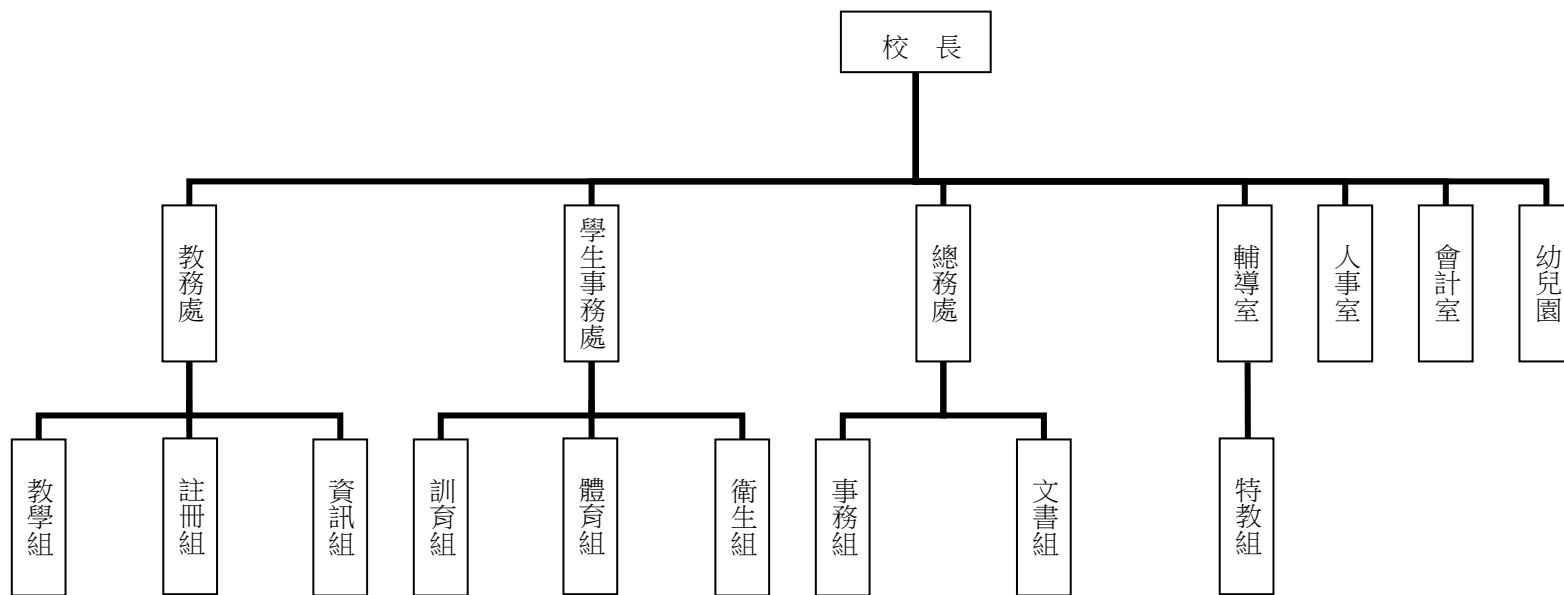 校 長
教務處
學生事務處
總務處
輔導室
人事室
會計室
幼兒園
教學組
註冊組
資訊組
訓育組
體育組
衛生組
事務組
文書組
特教組